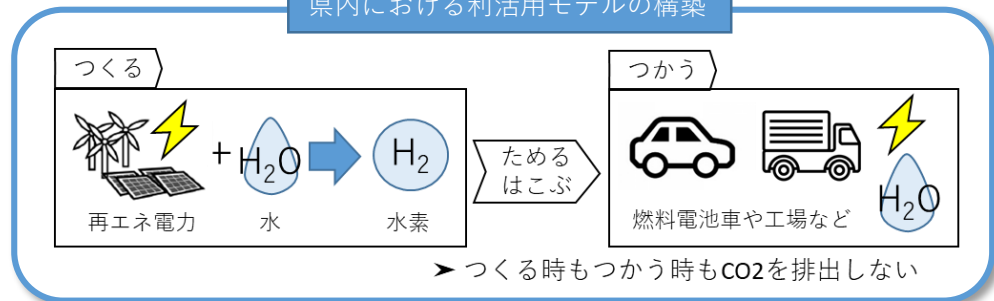 県内における利活用モデルの構築
つくる
つかう
+
H₂O
H₂
ためる
はこぶ
H₂O
再エネ電力
水
水素
燃料電池車や工場など
➤ つくる時もつかう時もCO2を排出しない